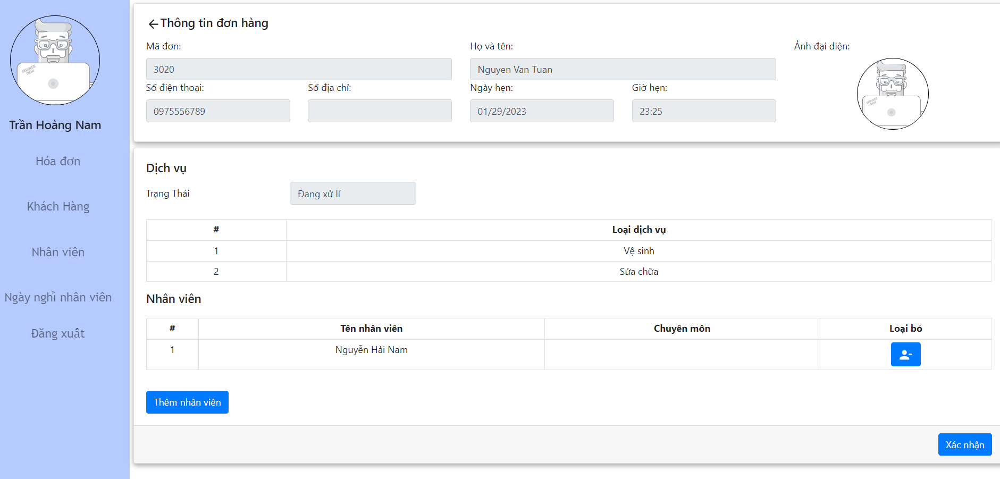 SERVICE
DESK
Trần Hoàng Nam
Hóa đơn
Khách Hàng
Nhân viên
Ngày nghỉ nhân viên
Đăng xuất
Thông tin đơn hàng
Mã đơn: Họ và tên: Ảnh đại diện:
3020 Nguyen Van Tuan
Số điện thoại: Số địa chỉ: Ngày hẹn: Giờ hẹn:
0975556789 01/29/2023 23:25
SERVICE
DESK
Dịch vụ
Trạng Thái Đang xử lí
# Loại dịch vụ
1 Vệ sinh
2 Sửa chữa
Nhân viên
# Tên nhân viên Chuyên môn Loại bỏ
1 Nguyễn Hải Nam
Thêm nhân viên
Xác nhận